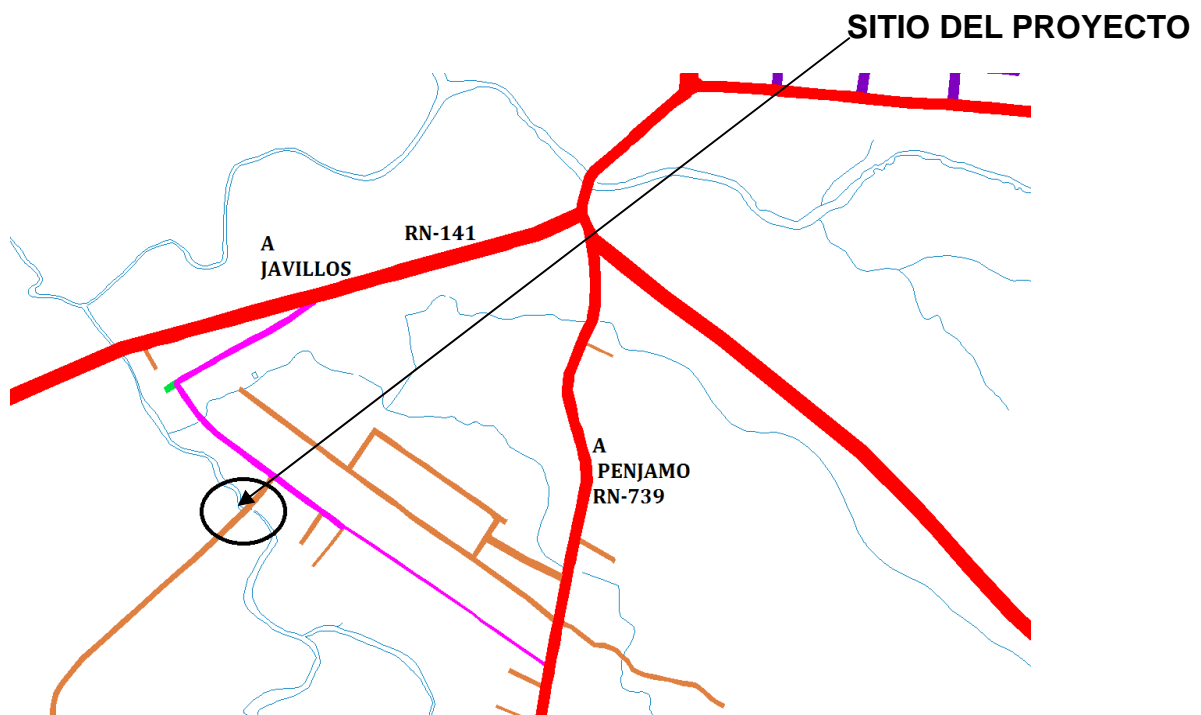 SITIO DEL PROYECTO
RN-141
A
JAVILLOS
A
PENJAMO
RN-739